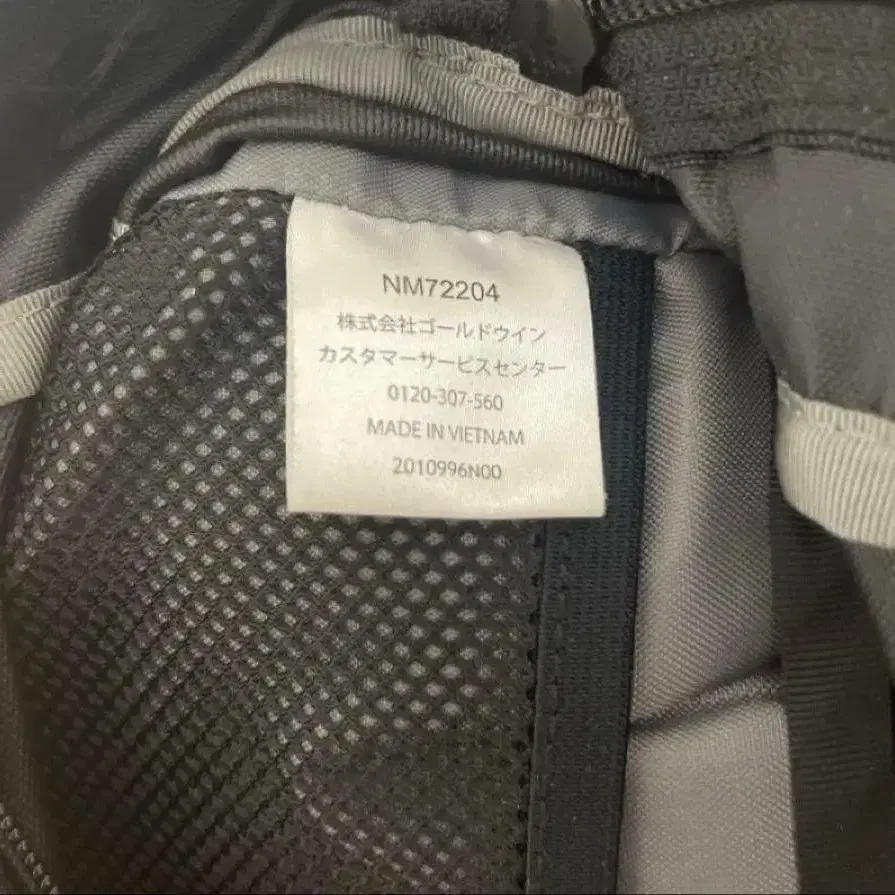 NM72204
株式会社ゴールドウイン
カスタマーサービスセンター
0120-307-560
MADE IN VIETNAM
2010996N00